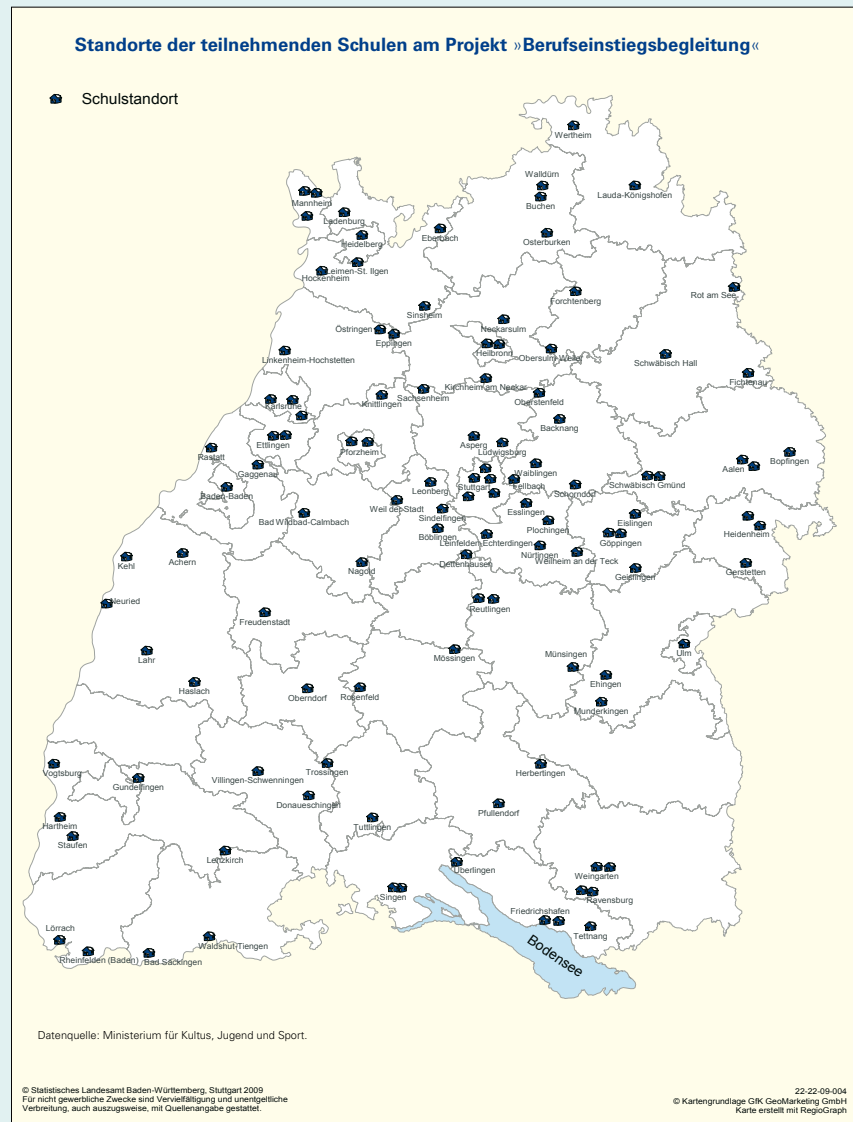 Standorte der teilnehmenden Schulen am Projekt »Berufseinstiegsbegleitung«
Schulstandort
Wertheim
Walldürn
Lauda-Königshofen
Mannheim
Buchen
Ladenburg
Eberbach
Osterburken
Heidelberg
Leimen-St. Ilgen
Hockenheim
Forchtenberg
Rot am See
Sinsheim
Östringen
Neckarsulm
Eppingen
Heilbronn
Obersulm-Weiler
Linkenheim-Hochstetten
Schwäbisch Hall
Fichtenau
Kirchheim am Neckar
Sachsenheim
Oberstenfeld
Knittlingen
Karlsruhe
Backnang
Ettlingen
Pforzheim
Asperg
Ludwigsburg
Rastatt
Gaggenau
Waiblingen
Bopfingen
Aalen
Baden-Baden
Leonberg
Stuttgart
Fellbach
Schorndorf
Schwäbisch Gmünd
Weil der Stadt
Sindelfingen
Esslingen
Bad Wildbad-Calmbach
Plochingen
Eislingen
Böblingen
Göppingen
Heidenheim
Leinfelden-Echterdingen
Nürtingen
Weilheim an der Teck
Dettenhausen
Kehl
Achern
Nagold
Geislingen
Gerstetten
Neuried
Reutlingen
Freudenstadt
Lahr
Mössingen
Münsingen
Ulm
Haslach
Oberndorf
Rosenfeld
Ehingen
Munderkingen
Vogtsburg
Gundelfingen
Villingen-Schwenningen
Trossingen
Herbertingen
Donaueschingen
Pfullendorf
Hartheim
Tuttlingen
Staufen
Lenzkirch
Überlingen
Weingarten
Singen
Ravensburg
Friedrichshafen
Tettnang
Lörrach
Waldshut-Tiengen
Rheinfelden (Baden)
Bad Säckingen
Bodensee
Datenquelle: Ministerium für Kultus, Jugend und Sport.
© Statistisches Landesamt Baden-Württemberg, Stuttgart 2009
Für nicht gewerbliche Zwecke sind Vervielfältigung und unentgeltliche
Verbreitung, auch auszugsweise, mit Quellenangabe gestattet.
22-22-09-004
© Kartengrundlage GfK GeoMarketing GmbH
Karte erstellt mit RegioGraph